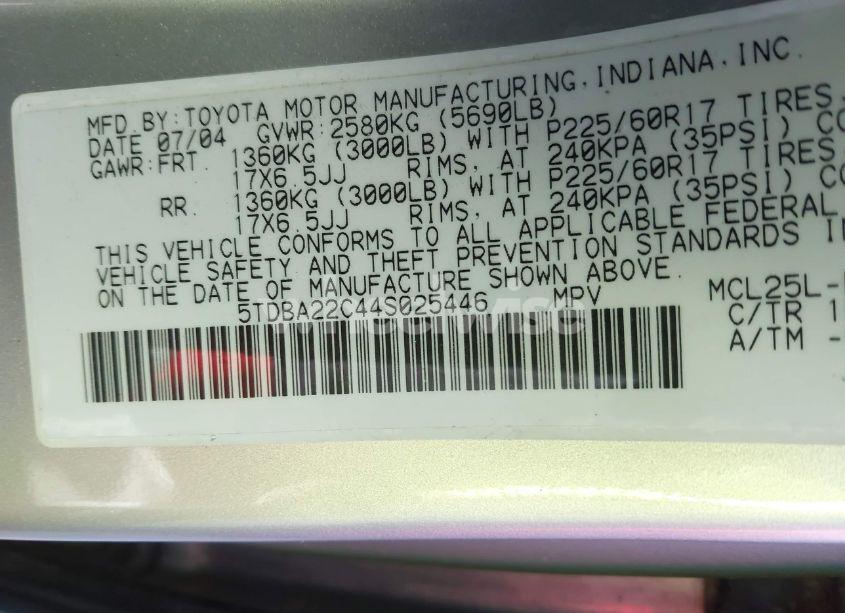 MFD BY:TOYOTA MOTOR MANUFACTURING,INDIANA,INC.
DATE 07/04 GVWR:2580KG (5690LB)
GAWR:FRT. 1360KG (3000LB) WITH P225/60R17 TIRES,
17X6.5JJ RIMS, AT 240KPA (35PSI) CO
RR. 1360KG (3000LB) WITH P225/60R17 TIRES,
17X6.5JJ RIMS, AT 240KPA (35PSI) CO
THIS VEHICLE CONFORMS TO ALL APPLICABLE FEDERAL
VEHICLE SAFETY AND THEFT PREVENTION STANDARDS I
ON THE DATE OF MANUFACTURE SHOWN ABOVE.
5TDBA22C44S025446 MPV MCL25L-
C/TR 1
A/TM -